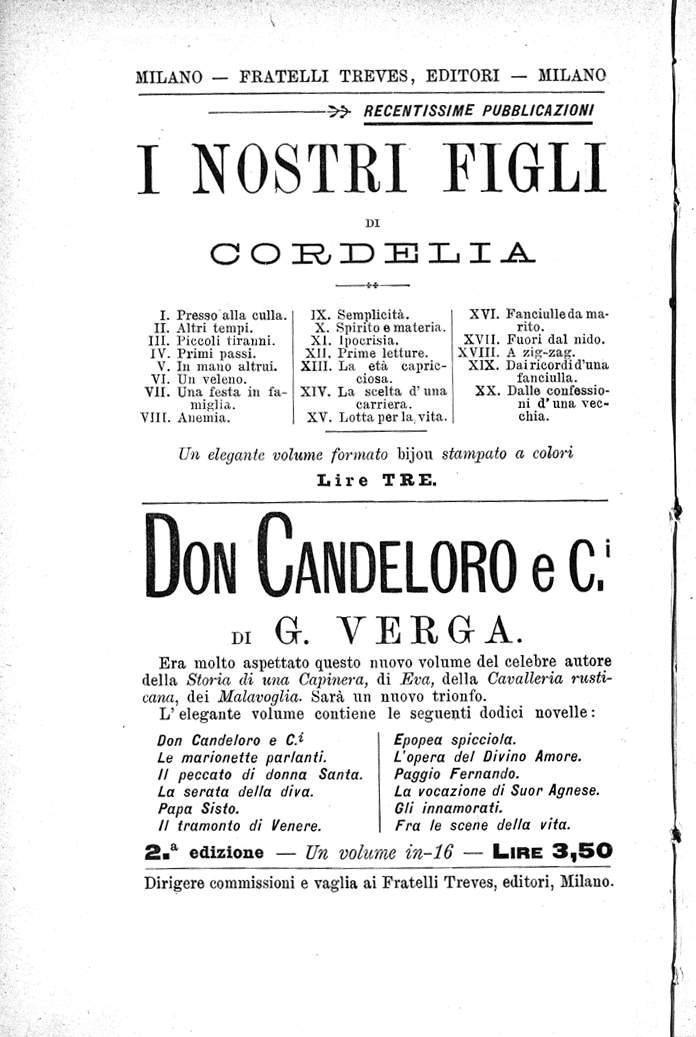 MILANO — FRATELLI TREVES, EDITORI — MILANO
RECENTISSIME PUBBLICAZIONI
I NOSTRI FIGLI
DI
CORDELIA
I. Presso alla culla.
II. Altri tempi.
III. Piccoli tiranni.
IV. Primi passi.
V. In mano altrui.
VI. Un veleno.
VII. Una festa in fa-
miglia.
VIII. Anemia.
IX. Semplicità.
X. Spirito e materia.
XI. Ipocrisia.
XII. Prime letture.
XIII. La età capric-
ciosa.
XIV. La scelta d'una
carriera.
XV. Lotta per la vita.
XVI. Fanciulle da ma-
rito.
XVII. Fuori dal nido.
XVIII. A zig-zag.
XIX. Dai ricordi d'una
fanciulla.
XX. Dalle confessio-
ni d'una vec-
chia.
Un elegante volume formato bijou stampato a colori
Lire TRE.
DON CANDELORO e C.i
DI G. VERGA.
Era molto aspettato questo nuovo volume del celebre autore
della Storia di una Capinera, di Eva, della Cavalleria rusti-
cana, dei Malavoglia. Sarà un nuovo trionfo.
L'elegante volume contiene le seguenti dodici novelle:
Don Candeloro e C.i
Le marionette parlanti.
Il peccato di donna Santa.
La serata della diva.
Papa Sisto.
Il tramonto di Venere.
Epopea spicciola.
L'opera del Divino Amore.
Paggio Fernando.
La vocazione di Suor Agnese.
Gli innamorati.
Fra le scene della vita.
2.a edizione — Un volume in-16 — LIRE 3,50
Dirigere commissioni e vaglia ai Fratelli Treves, editori, Milano.